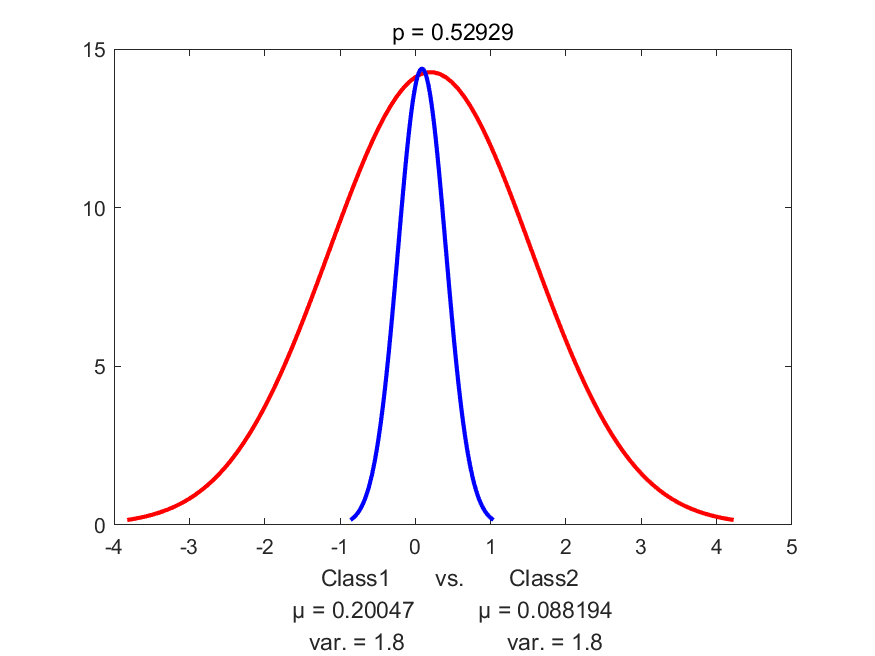 p = 0.52929
15
10
5
0
-4 -3 -2 -1 0 1 2 3 4 5
Class1 vs. Class2
μ = 0.20047 μ = 0.088194
var. = 1.8 var. = 1.8